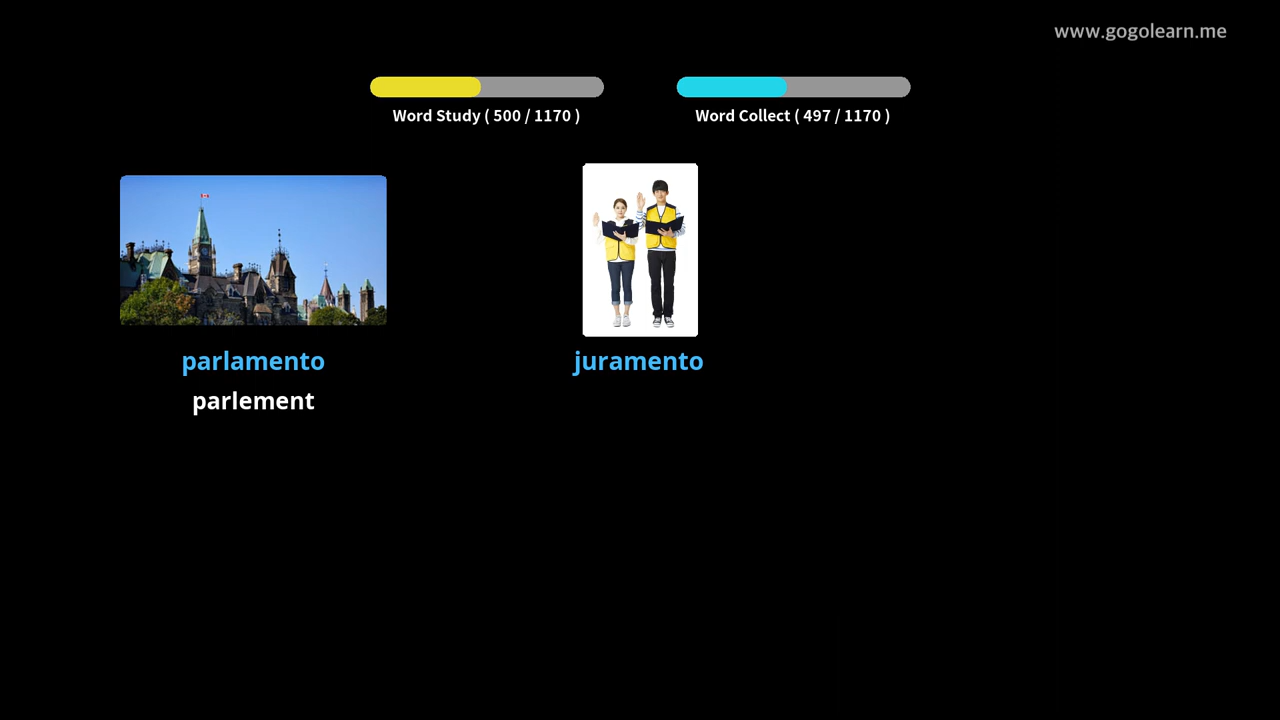 www.gogolearn.me
Word Study ( 500 / 1170 )
Word Collect ( 497 / 1170 )
parlamento
juramento
parlement